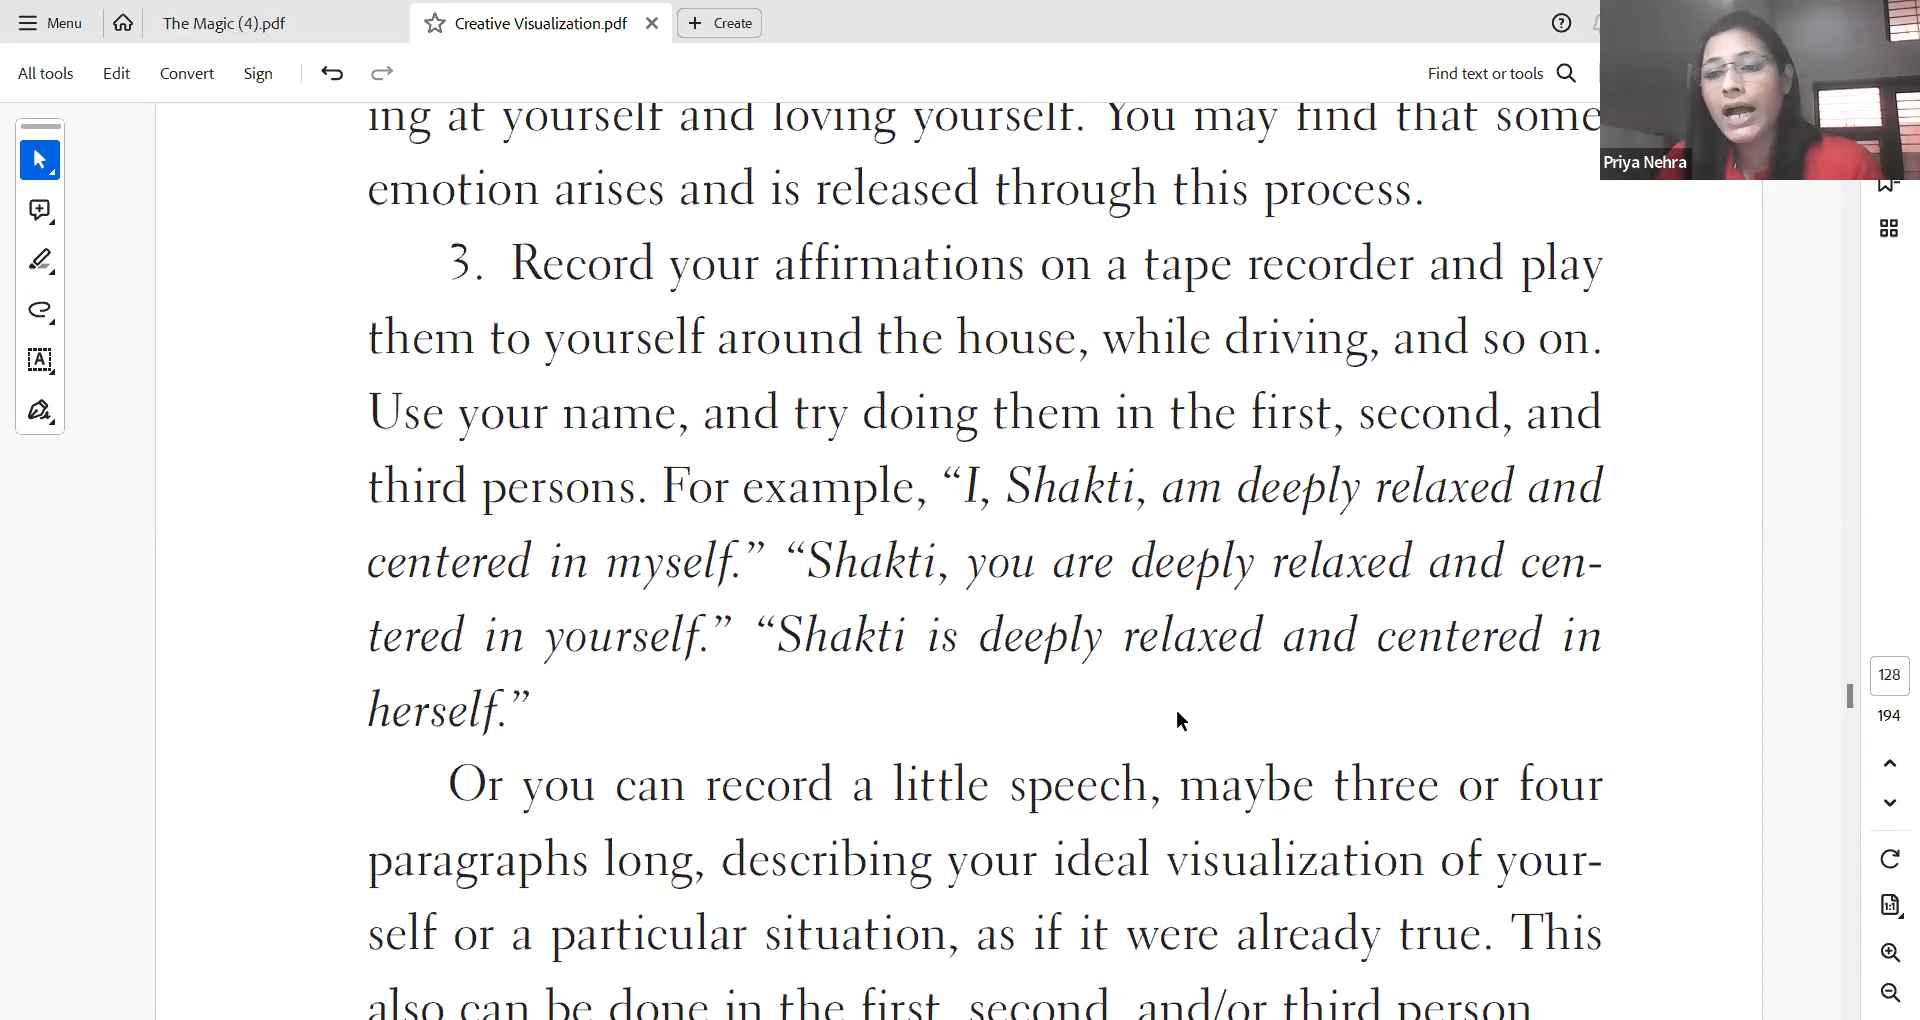 Menu
The Magic (4).pdf
Creative Visualization.pdf
Create
All tools
Edit
Convert
Sign
Find text or tools
Priya Nehra
ing at yourself and loving yourself. You may find that some
emotion arises and is released through this process.
3. Record your affirmations on a tape recorder and play
them to yourself around the house, while driving, and so on.
Use your name, and try doing them in the first, second, and
third persons. For example, “I, Shakti, am deeply relaxed and
centered in myself.” “Shakti, you are deeply relaxed and cen-
tered in yourself.” “Shakti is deeply relaxed and centered in
herself.”
Or you can record a little speech, maybe three or four
paragraphs long, describing your ideal visualization of your-
self or a particular situation, as if it were already true. This
also can be done in the first, second, and/or third person
128
194
1:1